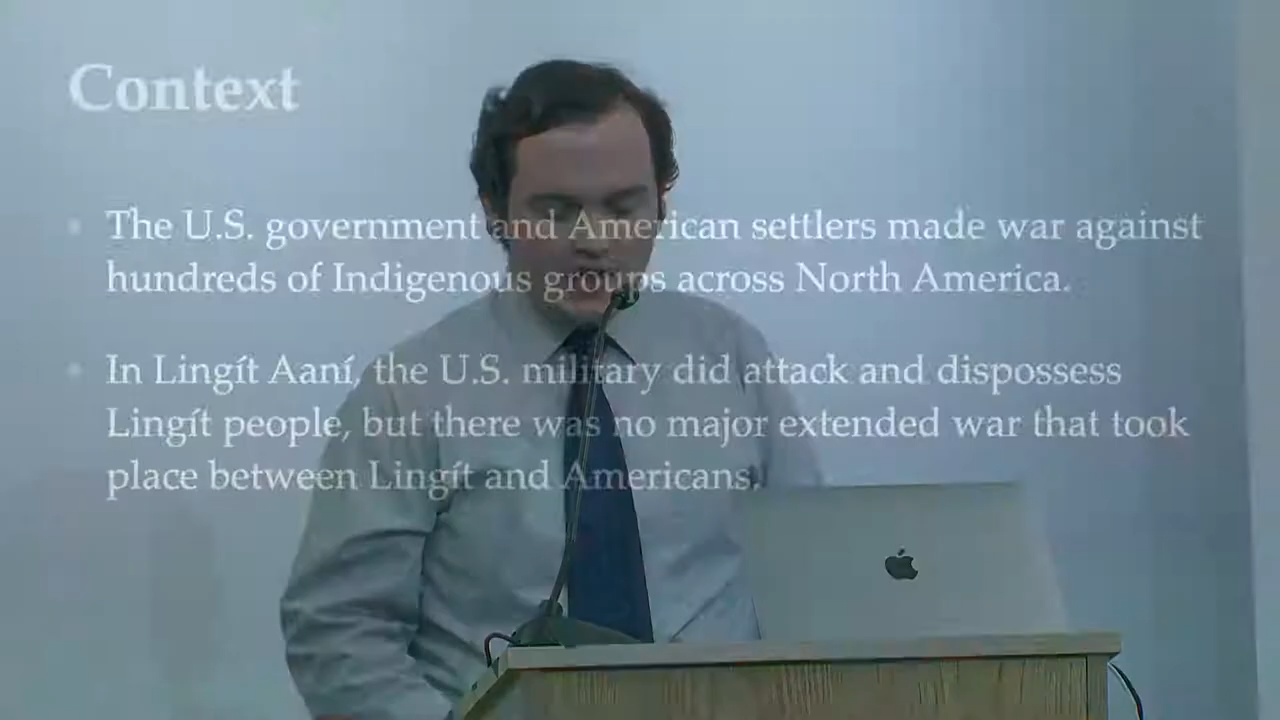 Context
The U.S. government and American settlers made war against
hundreds of Indigenous groups across North America.
In Lingít Aaní, the U.S. military did attack and dispossess
Lingít people, but there was no major extended war that took
place between Lingít and Americans.